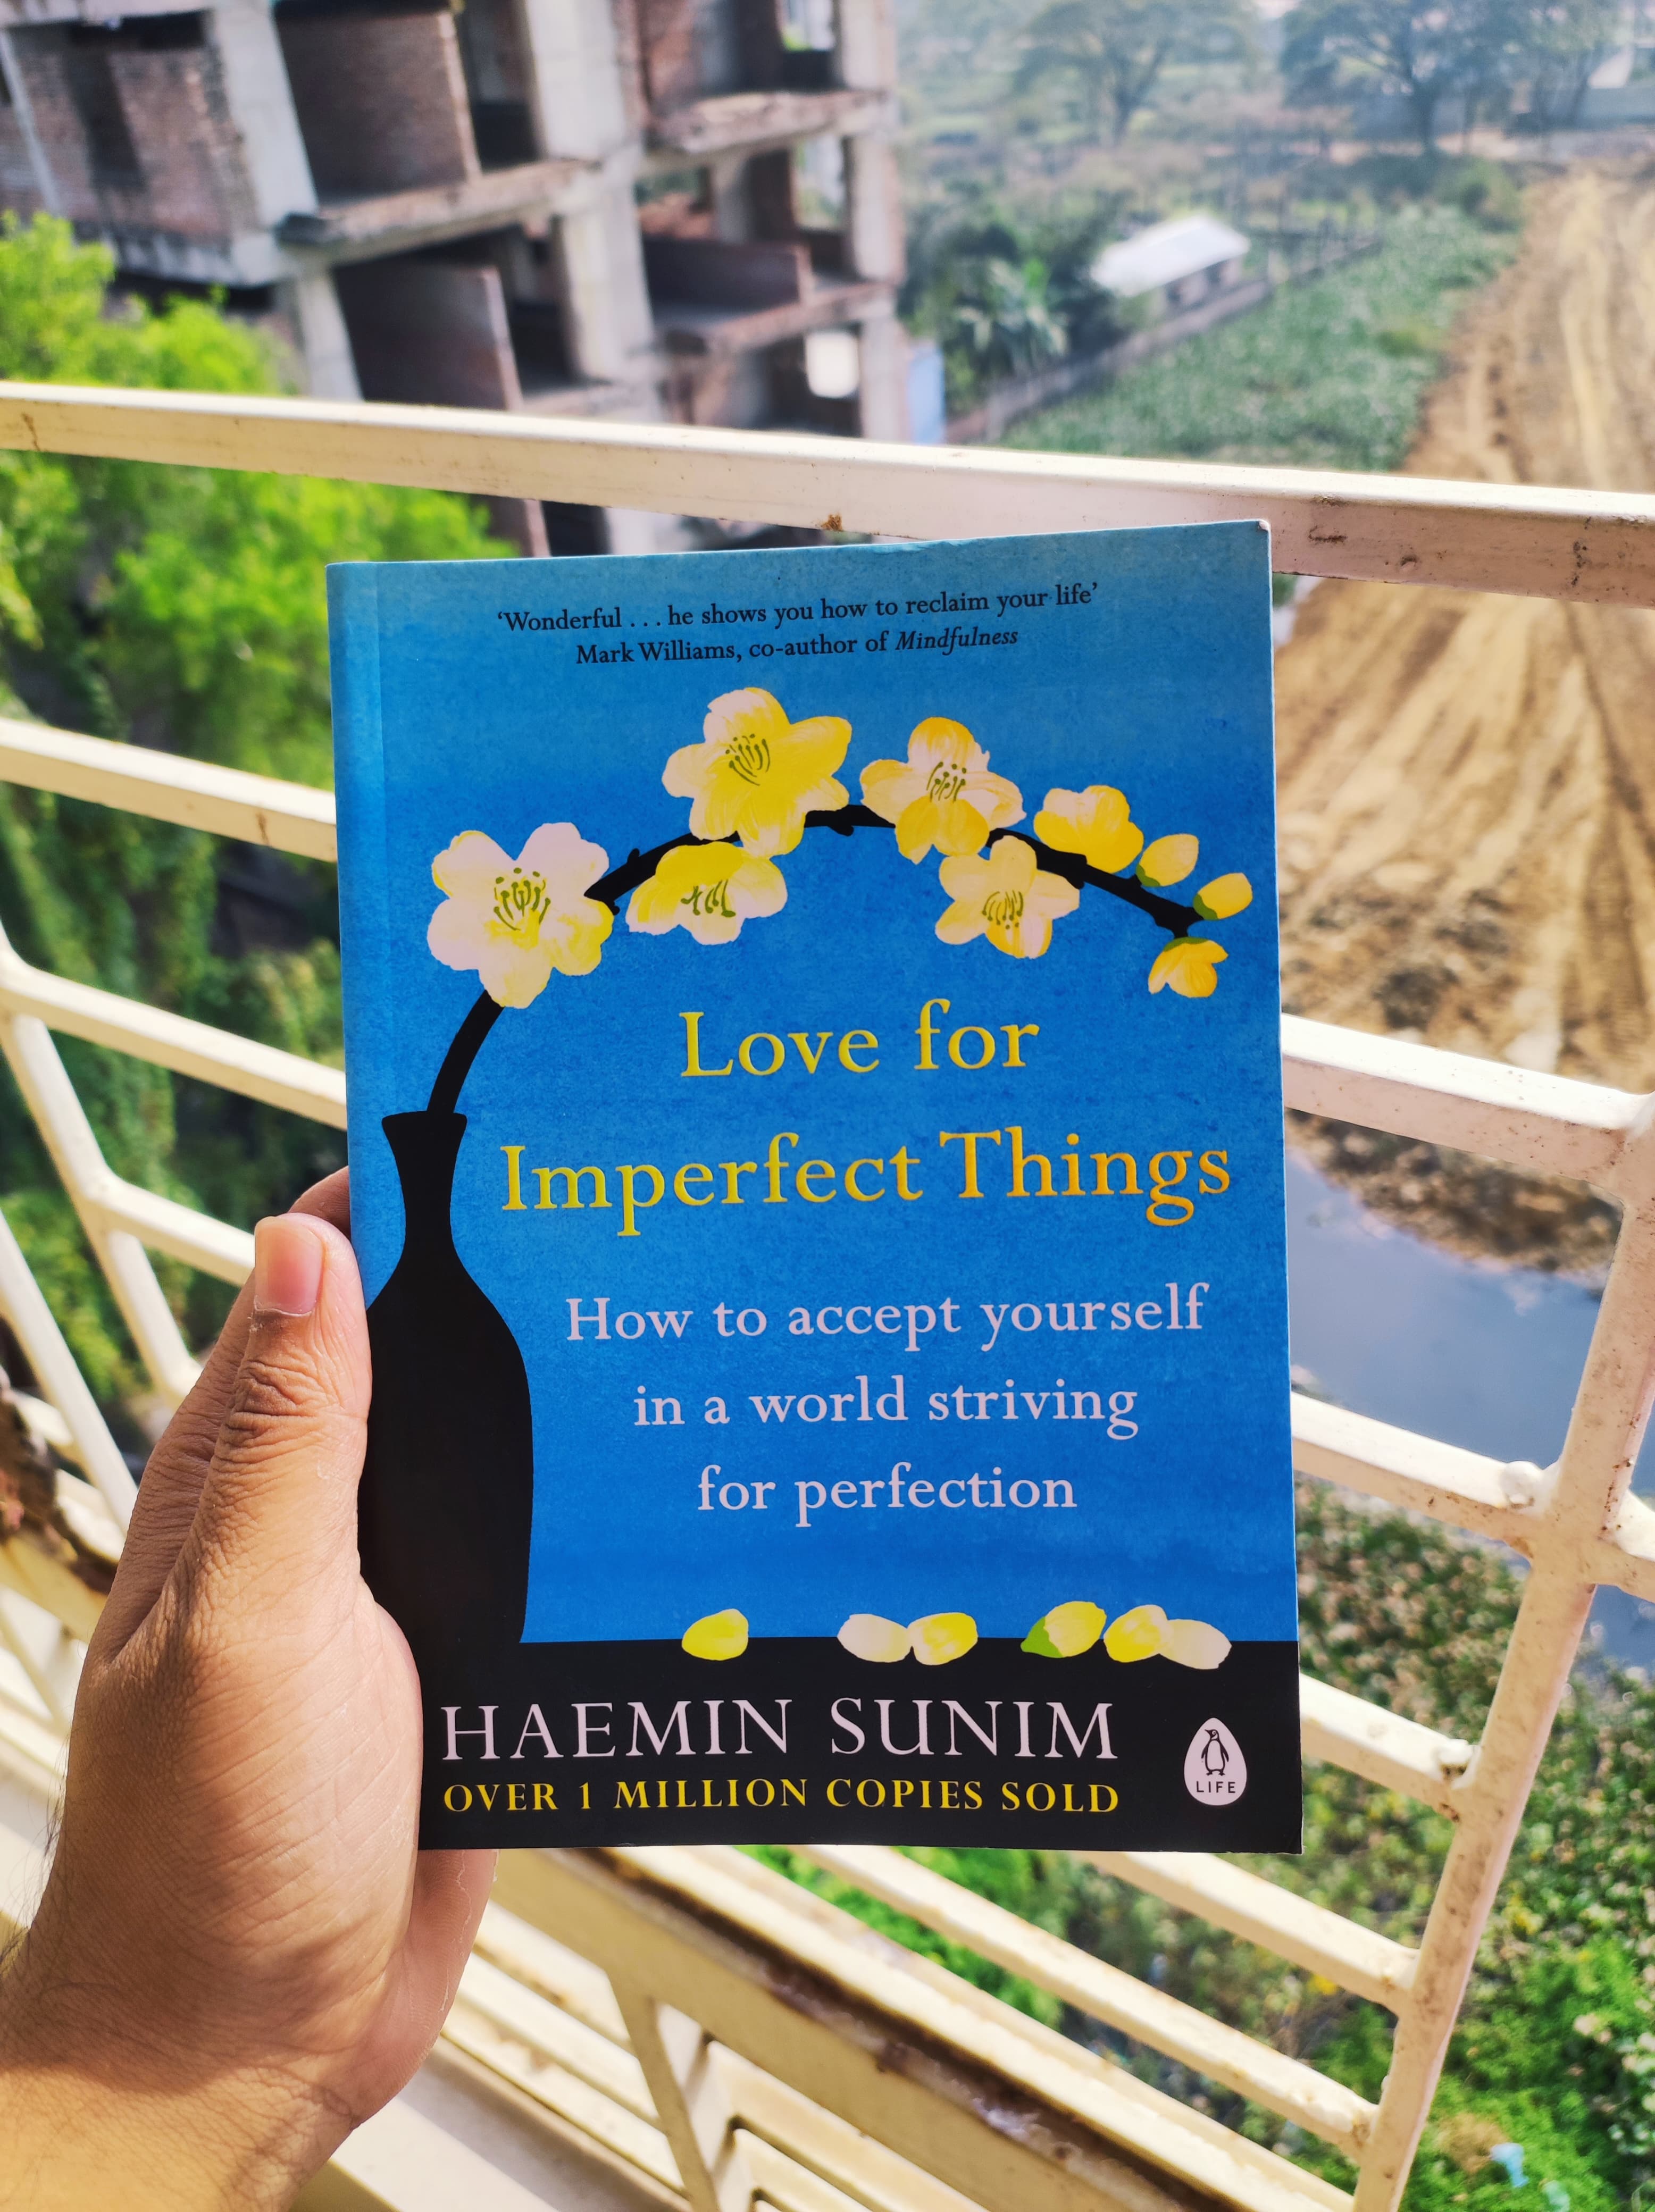 ‘Wonderful . . . he shows you how to reclaim your life’
Mark Williams, co-author of Mindfulness
Love for
Imperfect Things
How to accept yourself
in a world striving
for perfection
HAEMIN SUNIM
OVER 1 MILLION COPIES SOLD
LIFE